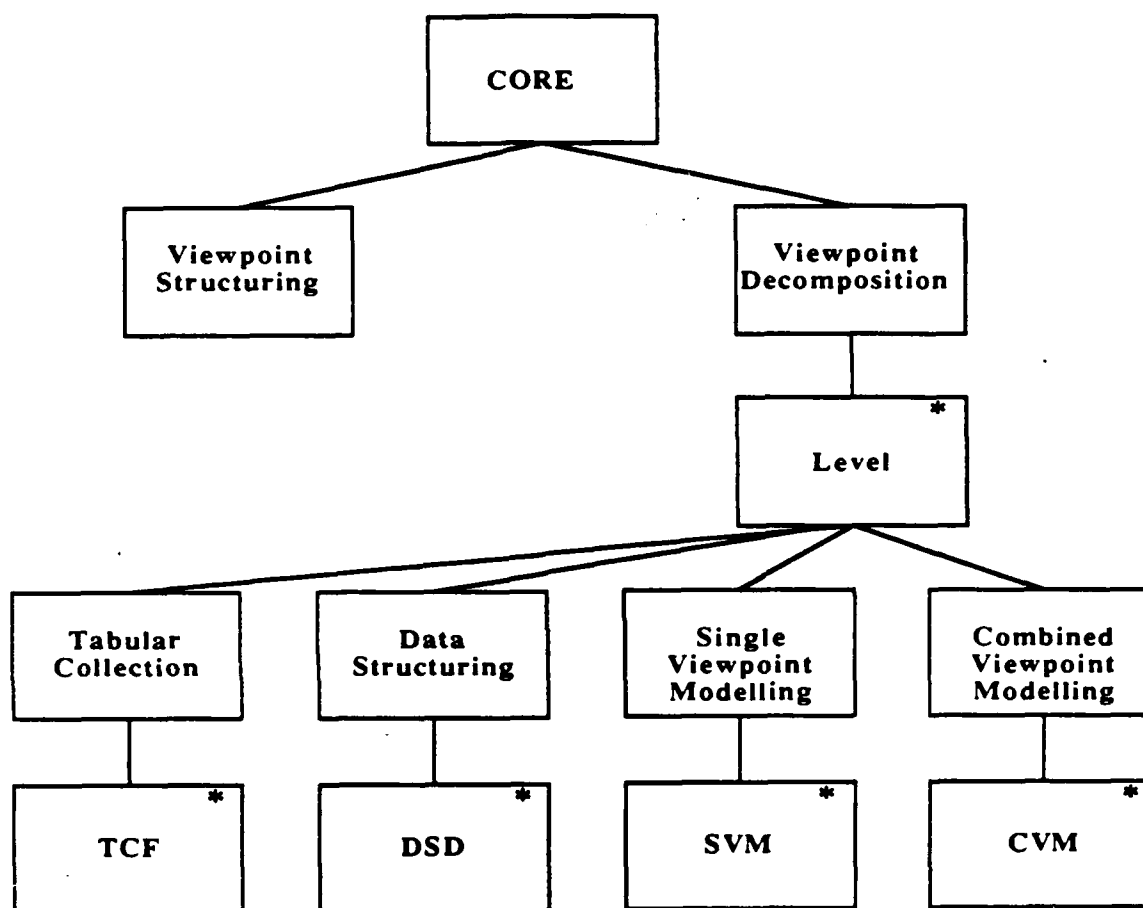 CORE
Viewpoint
Structuring
Viewpoint
Decomposition
*
Level
Tabular
Collection
Data
Structuring
Single
Viewpoint
Modelling
Combined
Viewpoint
Modelling
*
TCF
*
DSD
*
SVM
*
CVM